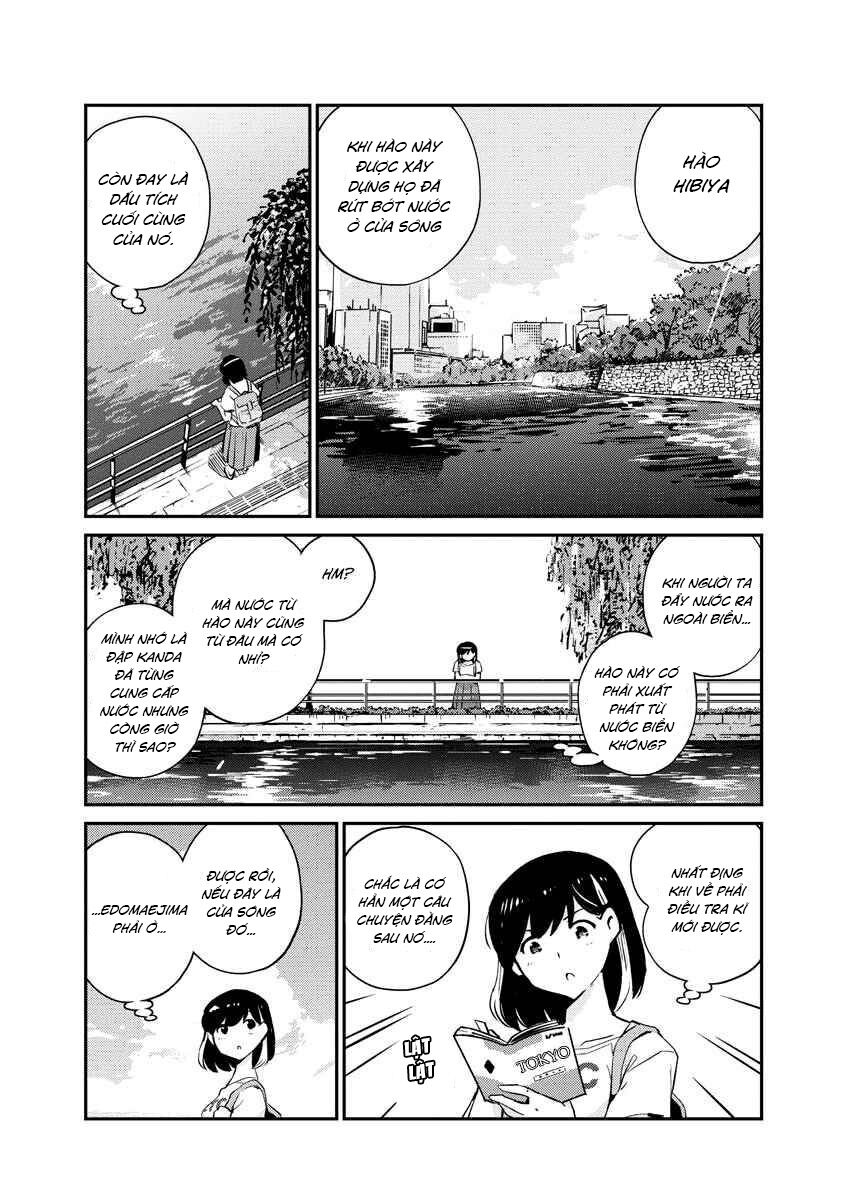 HÀO
HIBIYA
KHI HÀO NÀY
ĐƯỢC XÂY
DỰNG HỌ ĐÃ
RÚT BỚT NƯỚC
Ở CỬA SÔNG
CÒN ĐAY LÀ
DẤU TÍCH
CUỐI CÙNG
CỦA NÓ.
KHI NGƯỜI TA
ĐẨY NƯỚC RA
NGOÀI BIỂN...
HÀO NÀY CÓ
PHẢI XUẤT
PHÁT TỪ
NƯỚC BIỂN
KHÔNG?
HM?
MÀ NƯỚC TỪ
HÀO NÀY CŨNG
TỪ ĐÂU MÀ CÓ
NHỈ?
MÌNH NHỚ LÀ
ĐẬP KANDA
ĐÃ TỪNG
CUNG CẤP
NƯỚC NHƯNG
CÒNG GIỜ
THÌ SAO?
NHẤT ĐỊNH
KHI VỀ PHẢI
ĐIỀU TRA KĨ
MỚI ĐƯỢC.
CHẮC LÀ CÓ
HẲN MỘT CÂU
CHUYỆN ĐẰNG
SAU NÓ....
LẬT
LẬT
TOKYO
C
ĐƯỢC RỒI,
NẾU ĐÂY LÀ
CỬA SÔNG
ĐÓ...
...EDOMAEJIMA
PHẢI Ở...